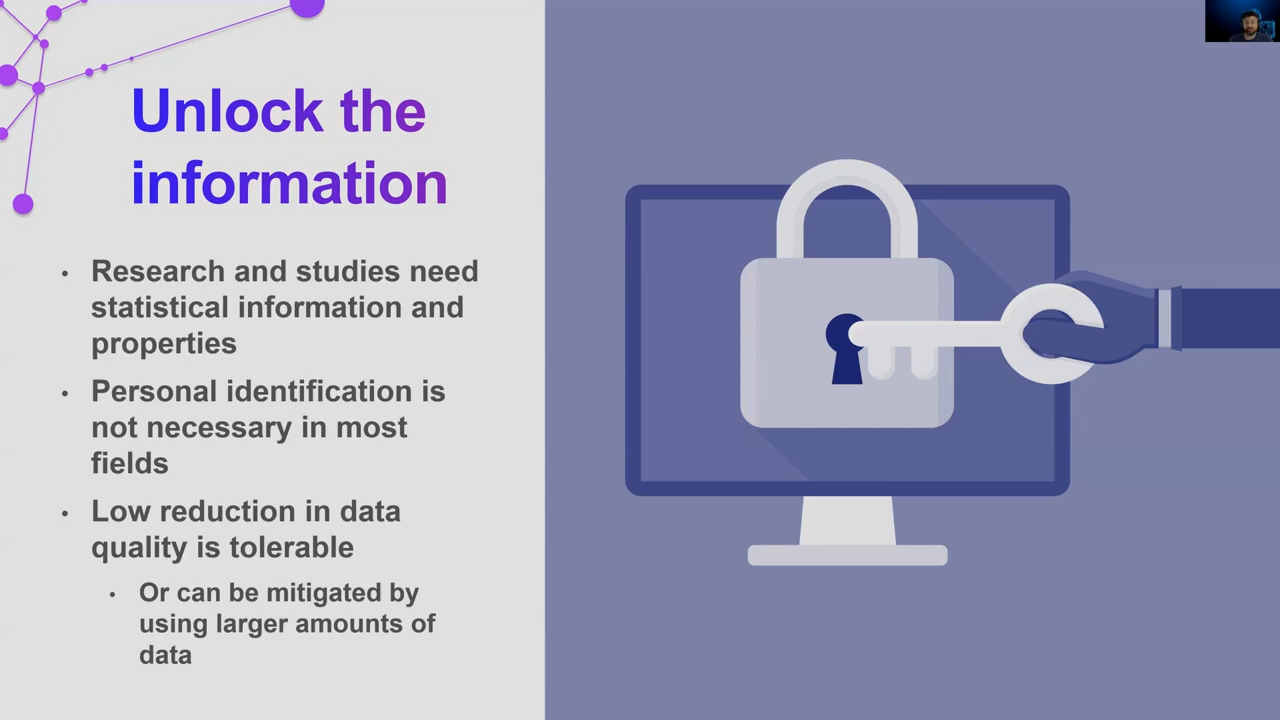 Unlock the
information
• Research and studies need
statistical information and
properties
• Personal identification is
not necessary in most
fields
• Low reduction in data
quality is tolerable
• Or can be mitigated by
using larger amounts of
data